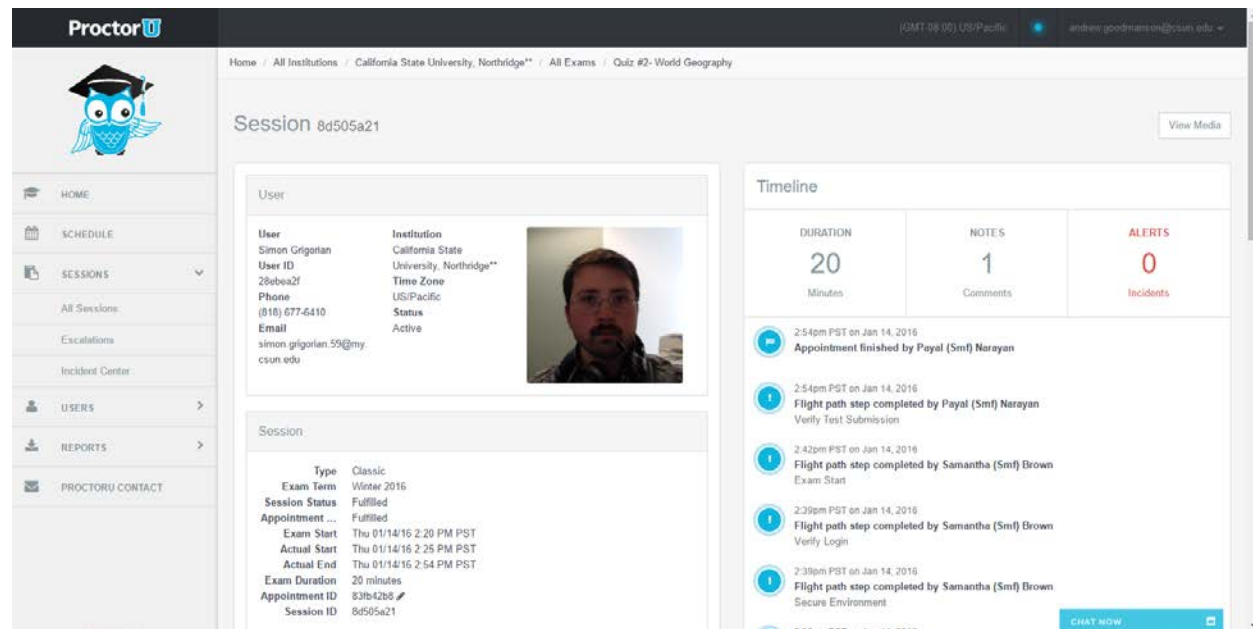 ProctorU
(GMT-08:00) US/Pacific
andrew.goodmanson@csun.edu
Home / All Institutions / California State University, Northridge** / All Exams / Quiz #2- World Geography
Session 8d505a21
View Media
HOME
SCHEDULE
SESSIONS
All Sessions
Escalations
Incident Center
USERS
REPORTS
PROCTORU CONTACT
User
User
Simon Grigorian
User ID
28ebea2f
Phone
(818) 677-6410
Email
simon.grigorian.59@my.
csun.edu
Institution
California State
University, Northridge**
Time Zone
US/Pacific
Status
Active
Session
Type Classic
Exam Term Winter 2016
Session Status Fulfilled
Appointment ... Fulfilled
Exam Start Thu 01/14/16 2:20 PM PST
Actual Start Thu 01/14/16 2:25 PM PST
Actual End Thu 01/14/16 2:54 PM PST
Exam Duration 20 minutes
Appointment ID 83fb42b8
Session ID 8d505a21
Timeline
DURATION
20
Minutes
NOTES
1
Comments
ALERTS
0
Incidents
2:54pm PST on Jan 14, 2016
Appointment finished by Payal (Smf) Narayan
2:54pm PST on Jan 14, 2016
Flight path step completed by Payal (Smf) Narayan
Verify Test Submission
2:42pm PST on Jan 14, 2016
Flight path step completed by Samantha (Smf) Brown
Exam Start
2:39pm PST on Jan 14, 2016
Flight path step completed by Samantha (Smf) Brown
Verify Login
2:39pm PST on Jan 14, 2016
Flight path step completed by Samantha (Smf) Brown
Secure Environment
CHAT NOW